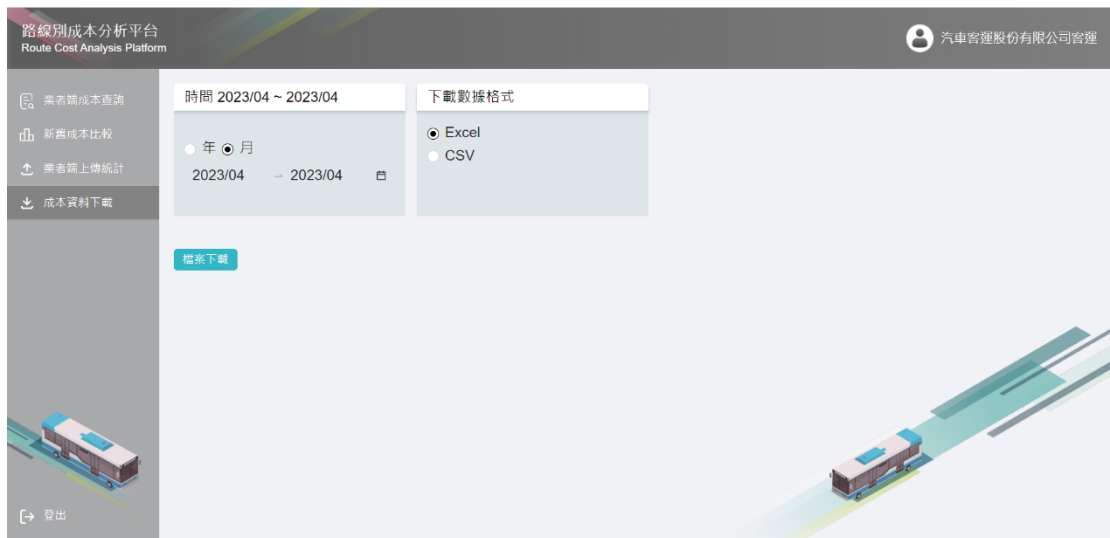 路線別成本分析平台
Route Cost Analysis Platform
汽車客運股份有限公司客運
業者端成本查詢
新舊成本比較
業者端上傳統計
成本資料下載
登出
時間 2023/04 ~ 2023/04
年 月
2023/04 → 2023/04
下載數據格式
Excel
CSV
檔案下載